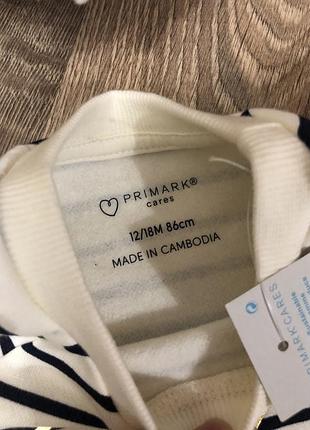 PRIMARK®
cares
12/18M 86cm
MADE IN CAMBODIA
PRIMARKCARES